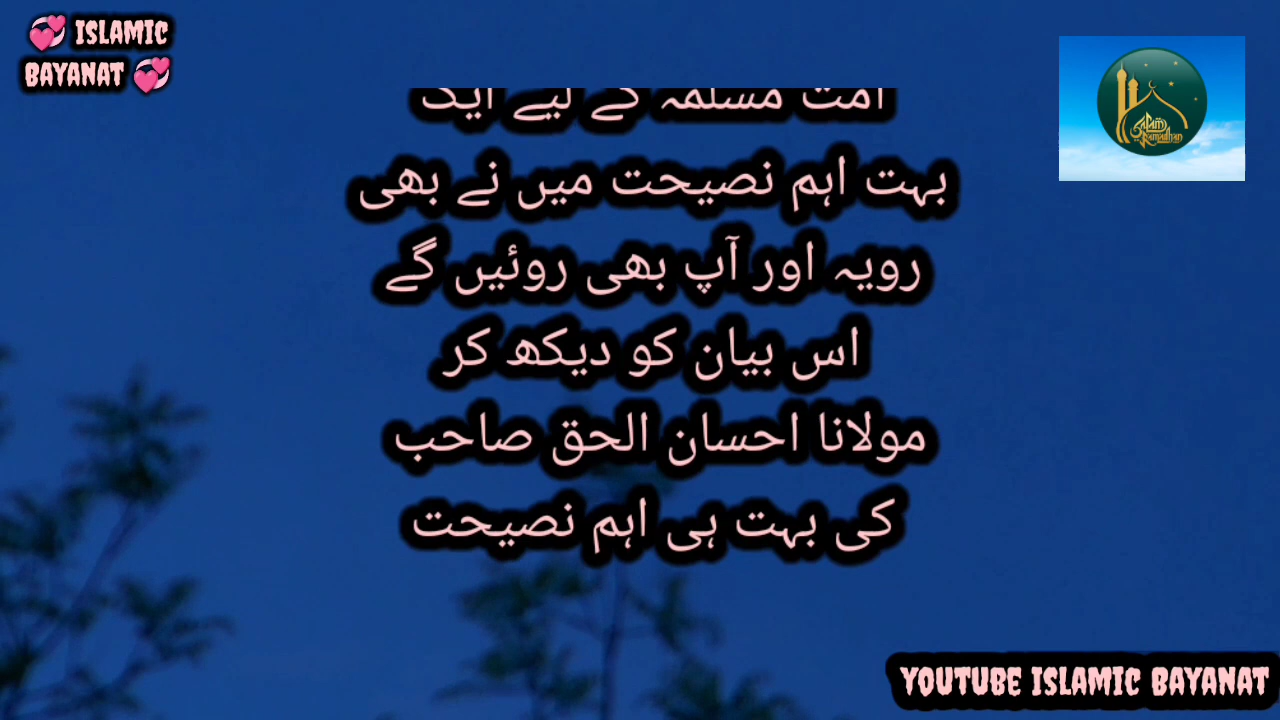 💞 ISLAMIC
BAYANAT 💞
امت مسلمہ کے لیے ایک
بہت اہم نصیحت میں نے بھی
رویہ اور آپ بھی روئیں گے
اس بیان کو دیکھ کر
مولانا احسان الحق صاحب
کی بہت ہی اہم نصیحت
YOUTUBE ISLAMIC BAYANAT